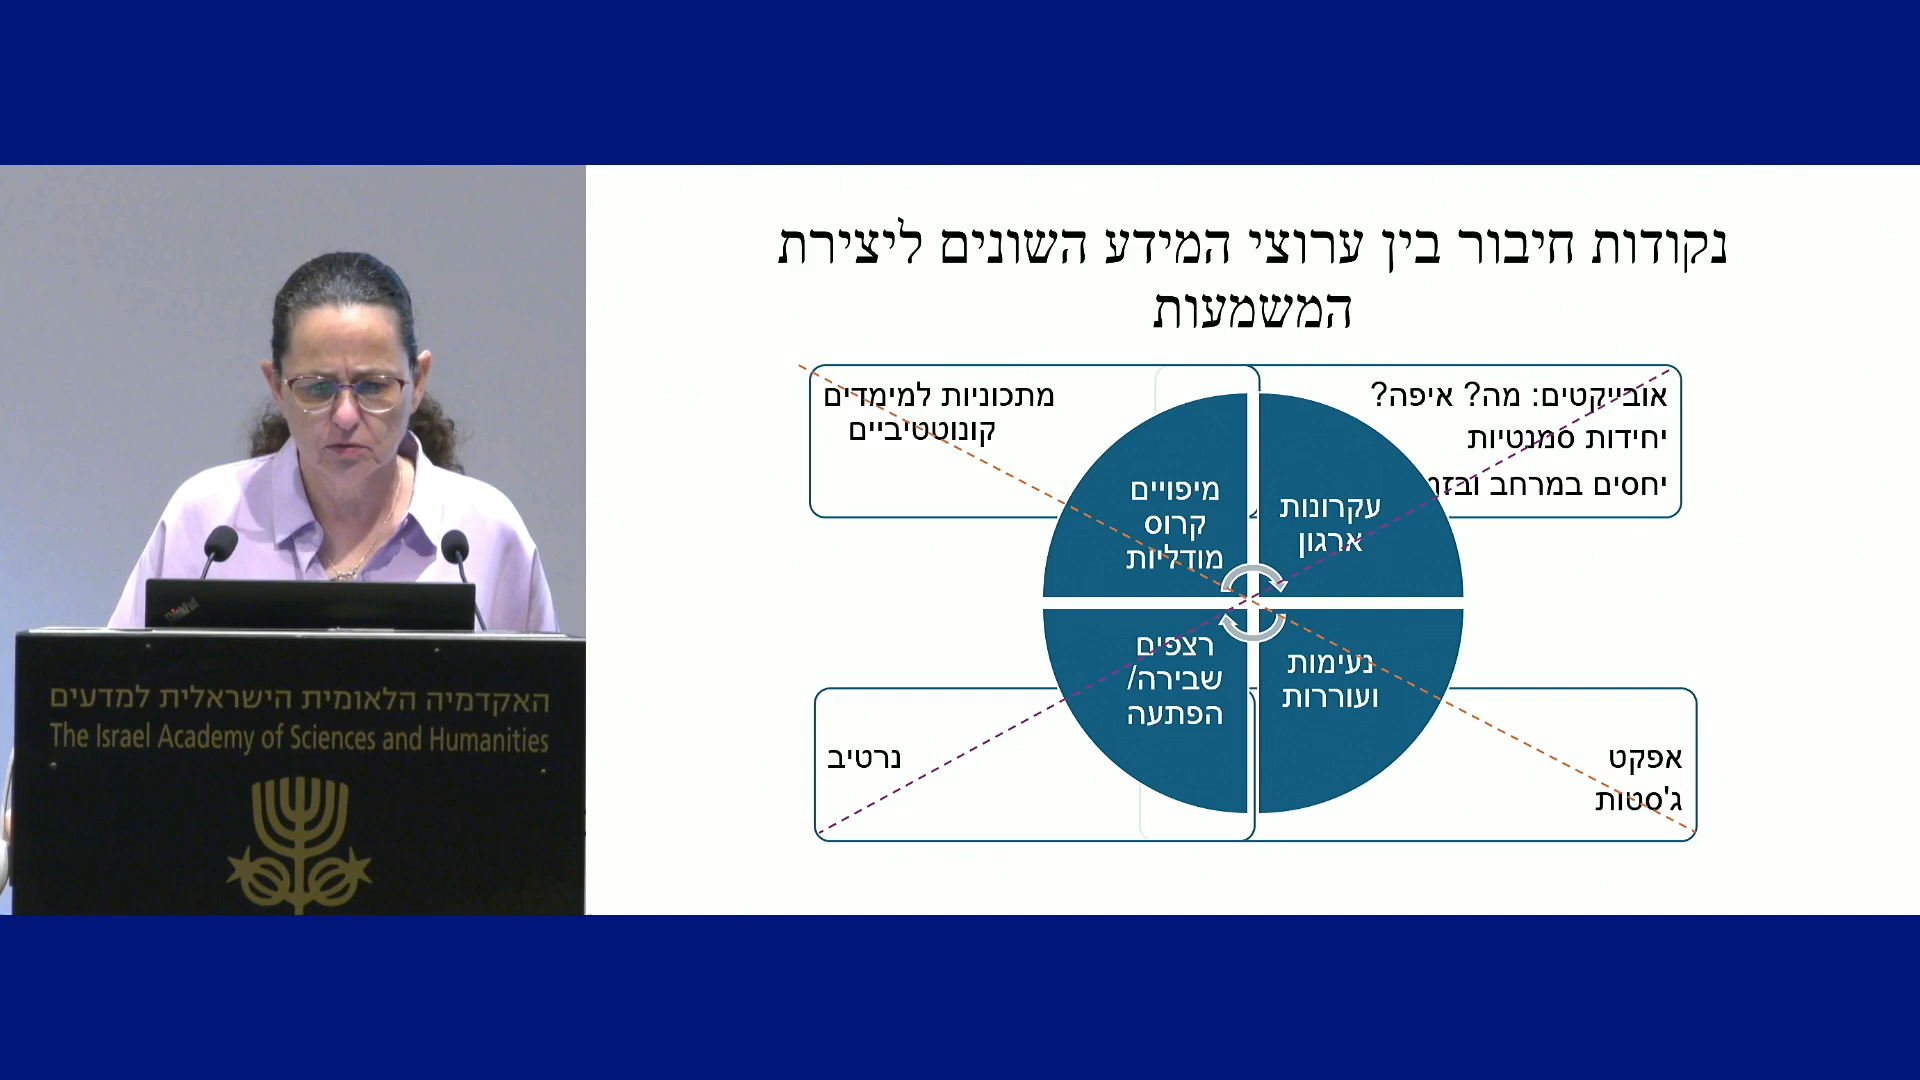 נקודות חיבור בין ערוצי המידע השונים ליצירת
המשמעות
אובייקטים: מה? איפה?
יחידות סמנטיות
יחסים במרחב
מתכוניות למימדים
קונוטטיביים
עקרונות
ארגון
מיפויים
קרוס
מודליות
נעימות
ועוררות
רצפים
שבירה/
הפתעה
אפקט
ג'סטות
נרטיב
האקדמיה הלאומית הישראלית למדעים
The Israel Academy of Sciences and Humanities
ThinkPad